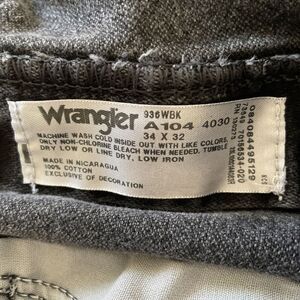 Wrangler 936WBK
A104 4030
34 X 32
MACHINE WASH COLD INSIDE OUT WITH LIKE COLORS.
ONLY NON-CHLORINE BLEACH WHEN NEEDED. TUMBLE
DRY LOW OR LINE DRY. LOW IRON
MADE IN NICARAGUA
100% COTTON
EXCLUSIVE OF DECORATION